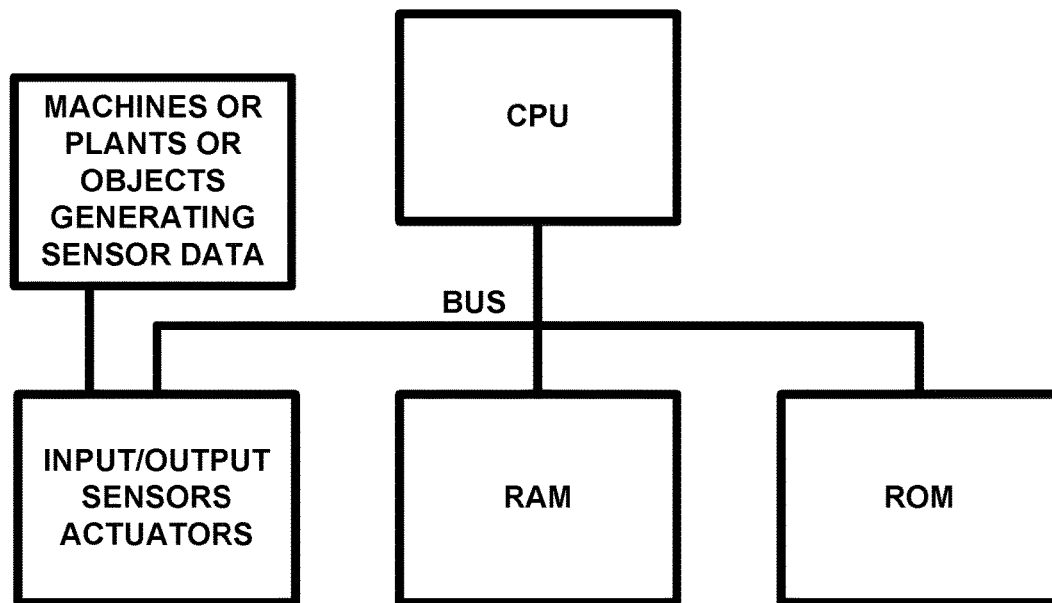 MACHINES OR
PLANTS OR
OBJECTS
GENERATING
SENSOR DATA
CPU
BUS
INPUT/OUTPUT
SENSORS
ACTUATORS
RAM
ROM